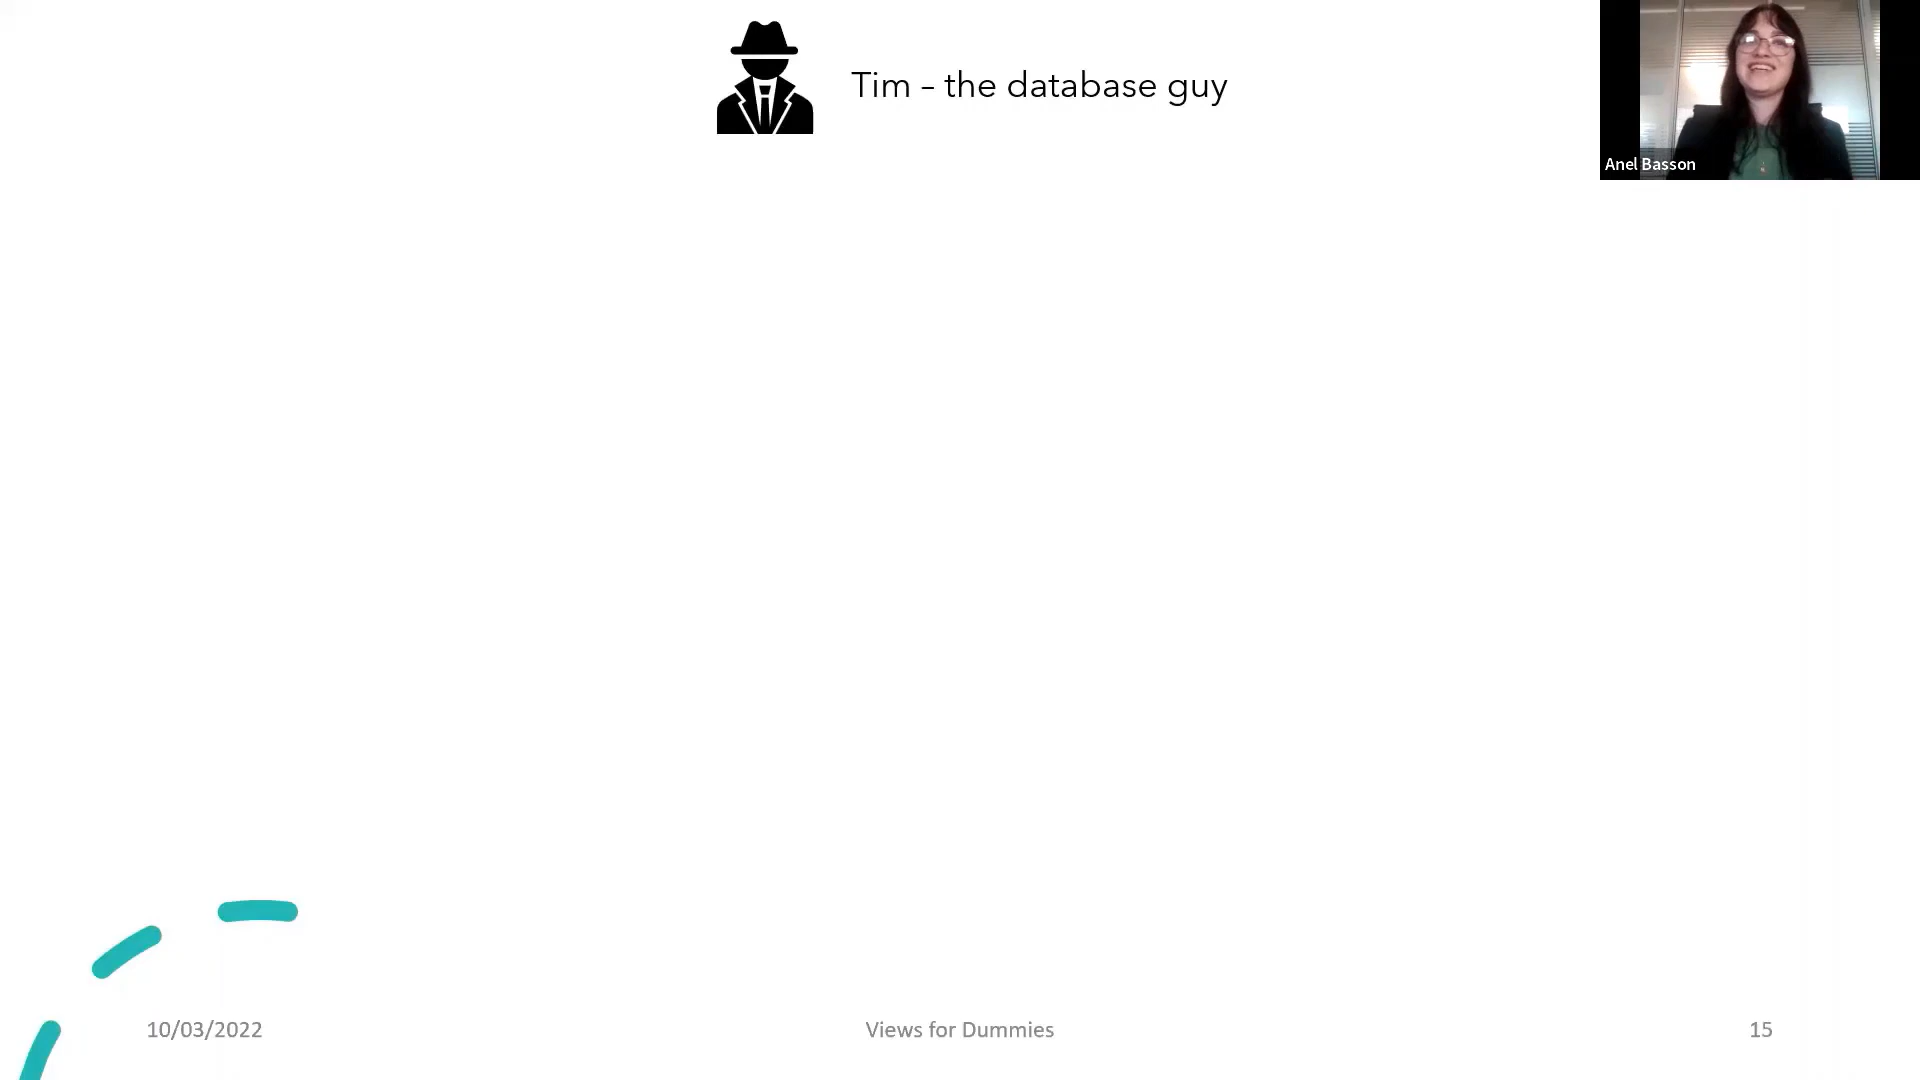 Tim – the database guy
Anel Basson
10/03/2022
Views for Dummies
15